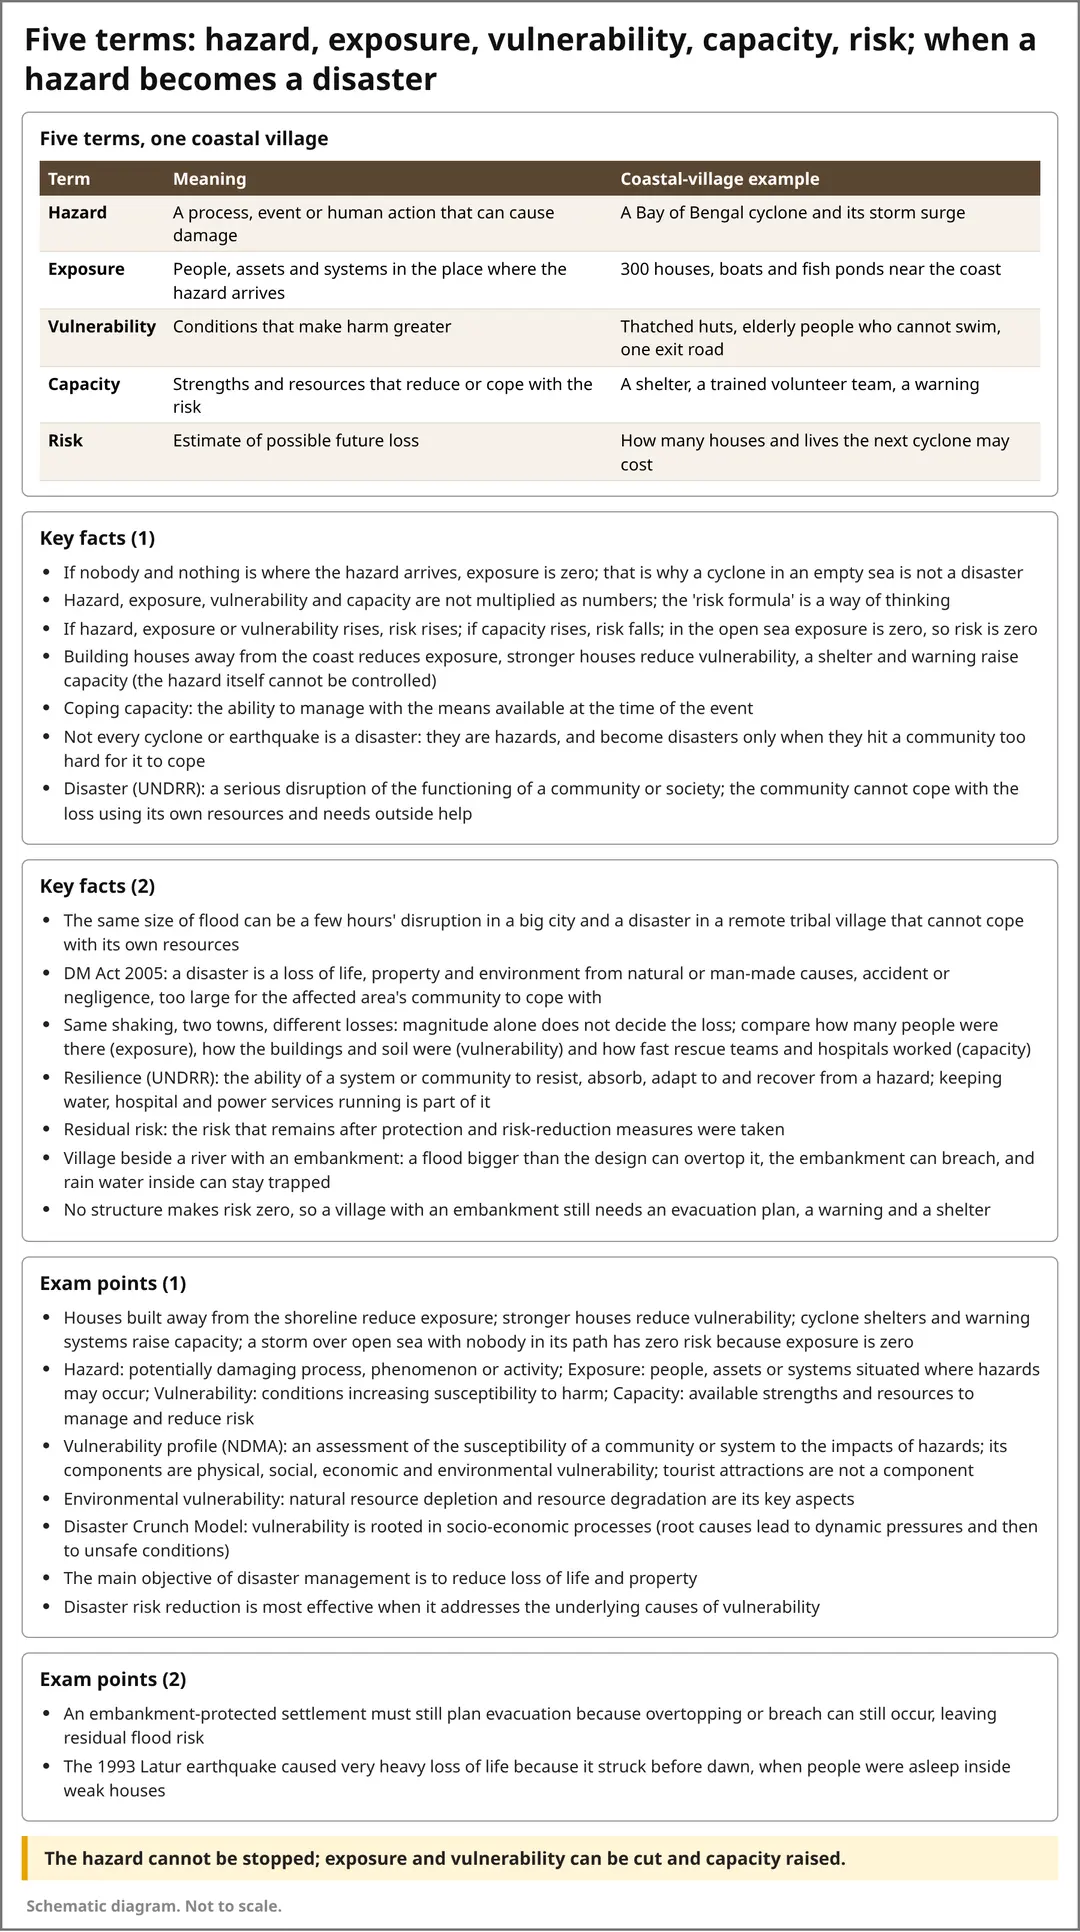 Five terms: hazard, exposure, vulnerability, capacity, risk; when a
hazard becomes a disaster
Five terms, one coastal village
Term Meaning Coastal-village example
Hazard A process, event or human action that can cause A Bay of Bengal cyclone and its storm surge
damage
Exposure People, assets and systems in the place where the 300 houses, boats and fish ponds near the coast
hazard arrives
Vulnerability Conditions that make harm greater Thatched huts, elderly people who cannot swim,
one exit road
Capacity Strengths and resources that reduce or cope with the A shelter, a trained volunteer team, a warning
risk
Risk Estimate of possible future loss How many houses and lives the next cyclone may
cost
Key facts (1)
• If nobody and nothing is where the hazard arrives, exposure is zero; that is why a cyclone in an empty sea is not a disaster
• Hazard, exposure, vulnerability and capacity are not multiplied as numbers; the 'risk formula' is a way of thinking
• If hazard, exposure or vulnerability rises, risk rises; if capacity rises, risk falls; in the open sea exposure is zero, so risk is zero
• Building houses away from the coast reduces exposure, stronger houses reduce vulnerability, a shelter and warning raise
capacity (the hazard itself cannot be controlled)
• Coping capacity: the ability to manage with the means available at the time of the event
• Not every cyclone or earthquake is a disaster: they are hazards, and become disasters only when they hit a community too
hard for it to cope
• Disaster (UNDRR): a serious disruption of the functioning of a community or society; the community cannot cope with the
loss using its own resources and needs outside help
Key facts (2)
• The same size of flood can be a few hours' disruption in a big city and a disaster in a remote tribal village that cannot cope
with its own resources
• DM Act 2005: a disaster is a loss of life, property and environment from natural or man-made causes, accident or
negligence, too large for the affected area's community to cope with
• Same shaking, two towns, different losses: magnitude alone does not decide the loss; compare how many people were
there (exposure), how the buildings and soil were (vulnerability) and how fast rescue teams and hospitals worked (capacity)
• Resilience (UNDRR): the ability of a system or community to resist, absorb, adapt to and recover from a hazard; keeping
water, hospital and power services running is part of it
• Residual risk: the risk that remains after protection and risk-reduction measures were taken
• Village beside a river with an embankment: a flood bigger than the design can overtop it, the embankment can breach, and
rain water inside can stay trapped
• No structure makes risk zero, so a village with an embankment still needs an evacuation plan, a warning and a shelter
Exam points (1)
• Houses built away from the shoreline reduce exposure; stronger houses reduce vulnerability; cyclone shelters and warning
systems raise capacity; a storm over open sea with nobody in its path has zero risk because exposure is zero
• Hazard: potentially damaging process, phenomenon or activity; Exposure: people, assets or systems situated where hazards
may occur; Vulnerability: conditions increasing susceptibility to harm; Capacity: available strengths and resources to
manage and reduce risk
• Vulnerability profile (NDMA): an assessment of the susceptibility of a community or system to the impacts of hazards; its
components are physical, social, economic and environmental vulnerability; tourist attractions are not a component
• Environmental vulnerability: natural resource depletion and resource degradation are its key aspects
• Disaster Crunch Model: vulnerability is rooted in socio-economic processes (root causes lead to dynamic pressures and then
to unsafe conditions)
• The main objective of disaster management is to reduce loss of life and property
• Disaster risk reduction is most effective when it addresses the underlying causes of vulnerability
Exam points (2)
• An embankment-protected settlement must still plan evacuation because overtopping or breach can still occur, leaving
residual flood risk
• The 1993 Latur earthquake caused very heavy loss of life because it struck before dawn, when people were asleep inside
weak houses
The hazard cannot be stopped; exposure and vulnerability can be cut and capacity raised.
Schematic diagram. Not to scale.